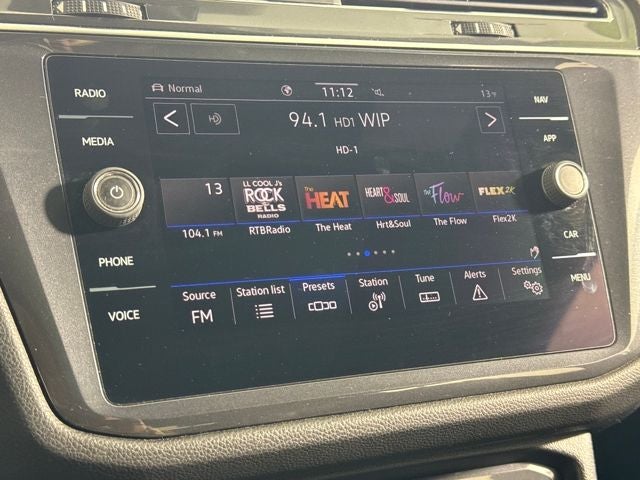 RADIO
MEDIA
PHONE
VOICE
Normal
11:12
13 °F
94.1 HD1 WIP
HD-1
13
104.1 FM
LL COOL J's
ROCK
THE
BELLS
RADIO
RTBRadio
The
HEAT
The Heat
HEART & SOUL
Hrt&Soul
The
Flow
The Flow
FLEX2K
Flex2K
Source
FM
Station list
Presets
Station
Tune
Alerts
Settings
NAV
APP
CAR
MENU